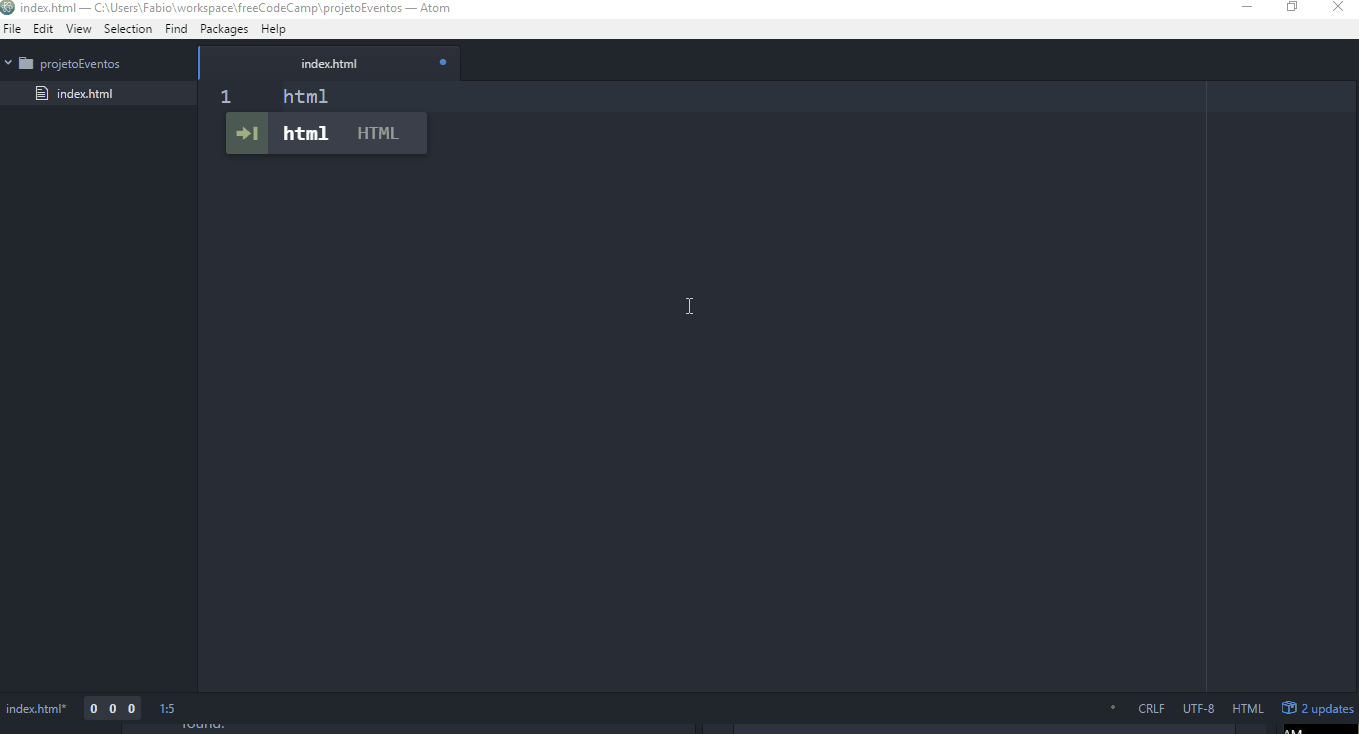 index.html — C:\Users\Fabio\workspace\freeCodeCamp\projetoEventos — Atom
File Edit View Selection Find Packages Help
projetoEventos
index.html
index.html
1 html
html HTML
index.html* 0 0 0 1:5 CRLF UTF-8 HTML 2 updates
found.
AM